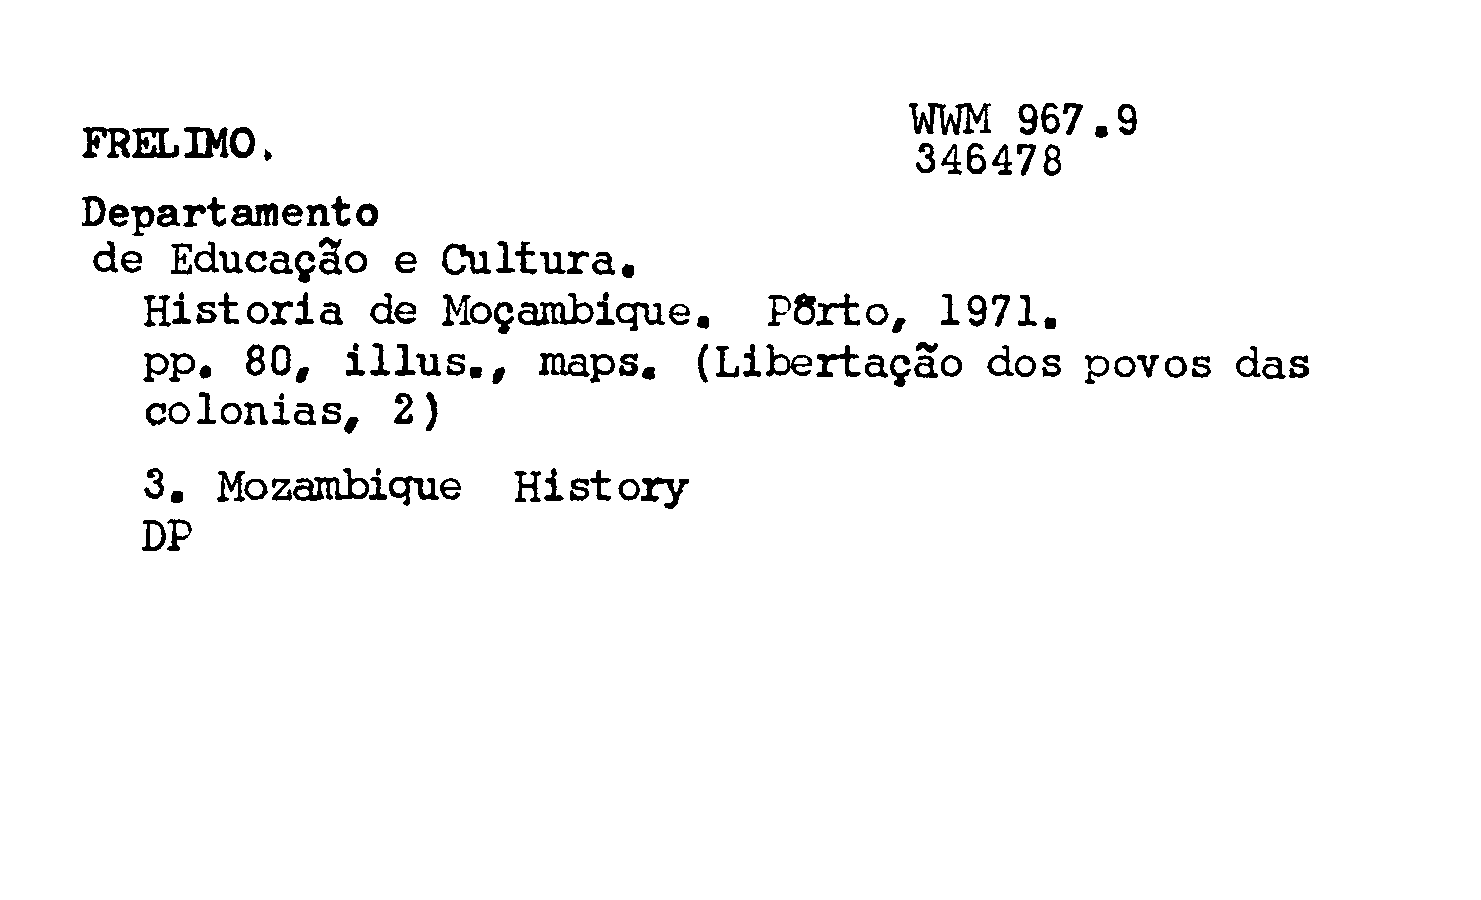 FRELIMO.
WWM 967.9
346478
Departamento
de Educação e Cultura.
Historia de Moçambique. Pôrto, 1971.
pp. 80, illus., maps. (Libertação dos povos das
colonias, 2)
3. Mozambique History
DP